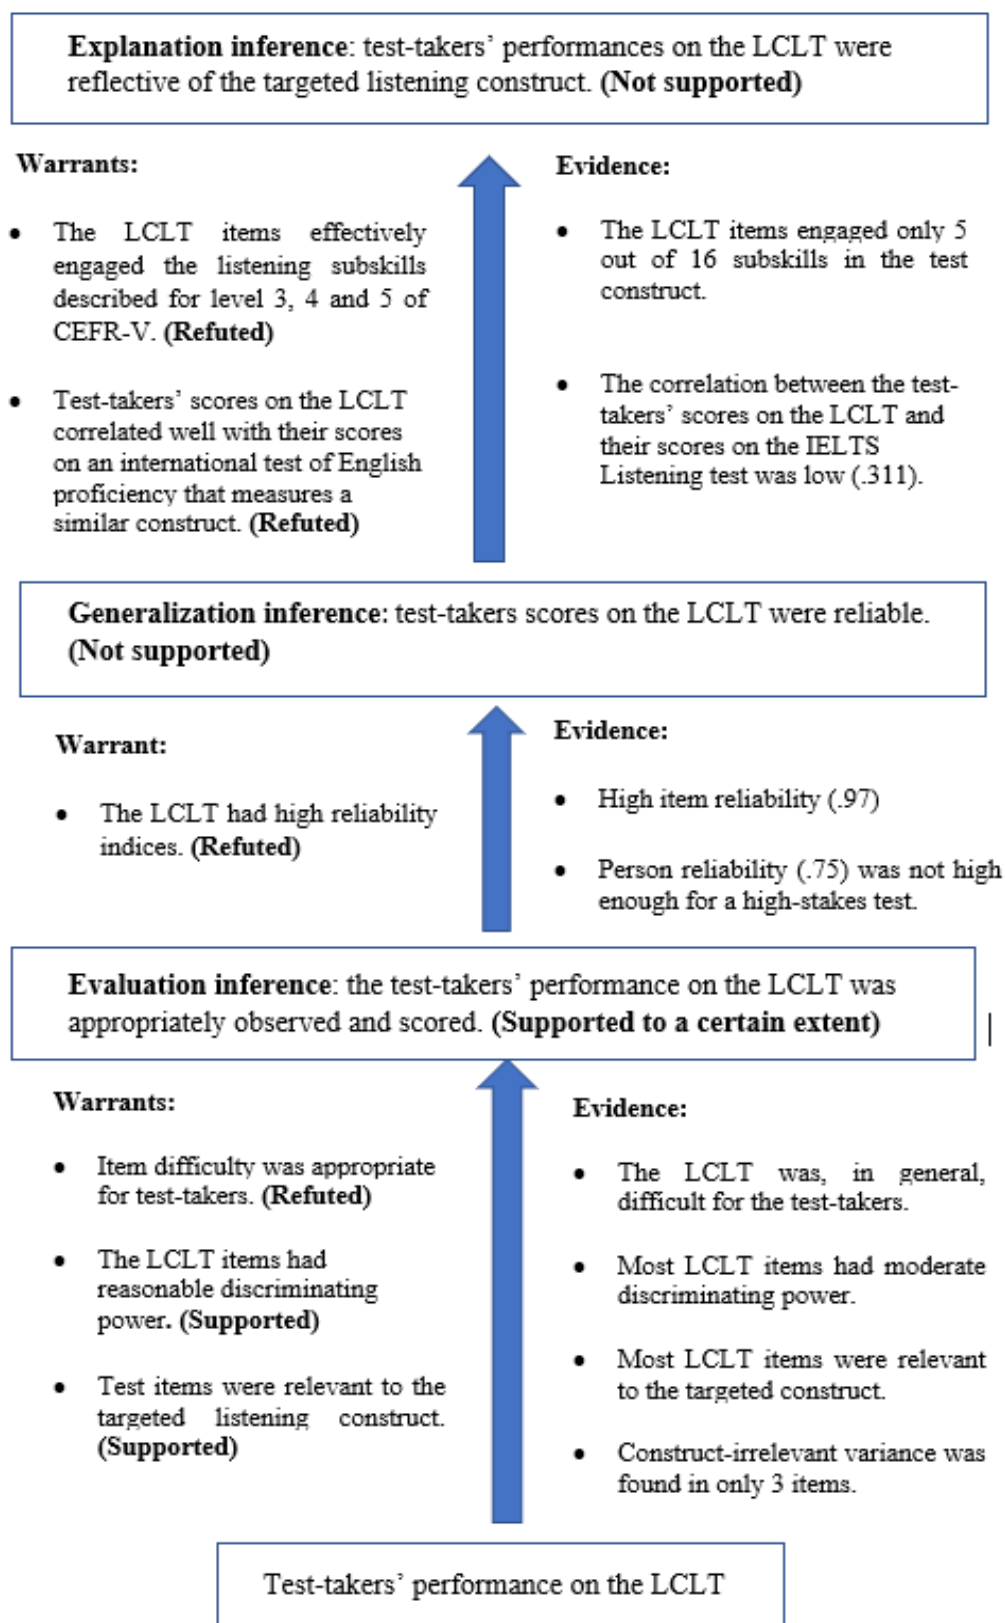 Explanation inference: test-takers' performances on the LCLT were
reflective of the targeted listening construct. (Not supported)
Warrants:
● The LCLT items effectively
engaged the listening subskills
described for level 3, 4 and 5 of
CEFR-V. (Refuted)
● Test-takers' scores on the LCLT
correlated well with their scores
on an international test of English
proficiency that measures a
similar construct. (Refuted)
Evidence:
● The LCLT items engaged only 5
out of 16 subskills in the test
construct.
● The correlation between the test-
takers' scores on the LCLT and
their scores on the IELTS
Listening test was low (.311).
Generalization inference: test-takers scores on the LCLT were reliable.
(Not supported)
Warrant:
● The LCLT had high reliability
indices. (Refuted)
Evidence:
● High item reliability (.97)
● Person reliability (.75) was not high
enough for a high-stakes test.
Evaluation inference: the test-takers' performance on the LCLT was
appropriately observed and scored. (Supported to a certain extent)
Warrants:
● Item difficulty was appropriate
for test-takers. (Refuted)
● The LCLT items had
reasonable discriminating
power. (Supported)
● Test items were relevant to the
targeted listening construct.
(Supported)
Evidence:
● The LCLT was, in general,
difficult for the test-takers.
● Most LCLT items had moderate
discriminating power.
● Most LCLT items were relevant
to the targeted construct.
● Construct-irrelevant variance was
found in only 3 items.
Test-takers' performance on the LCLT